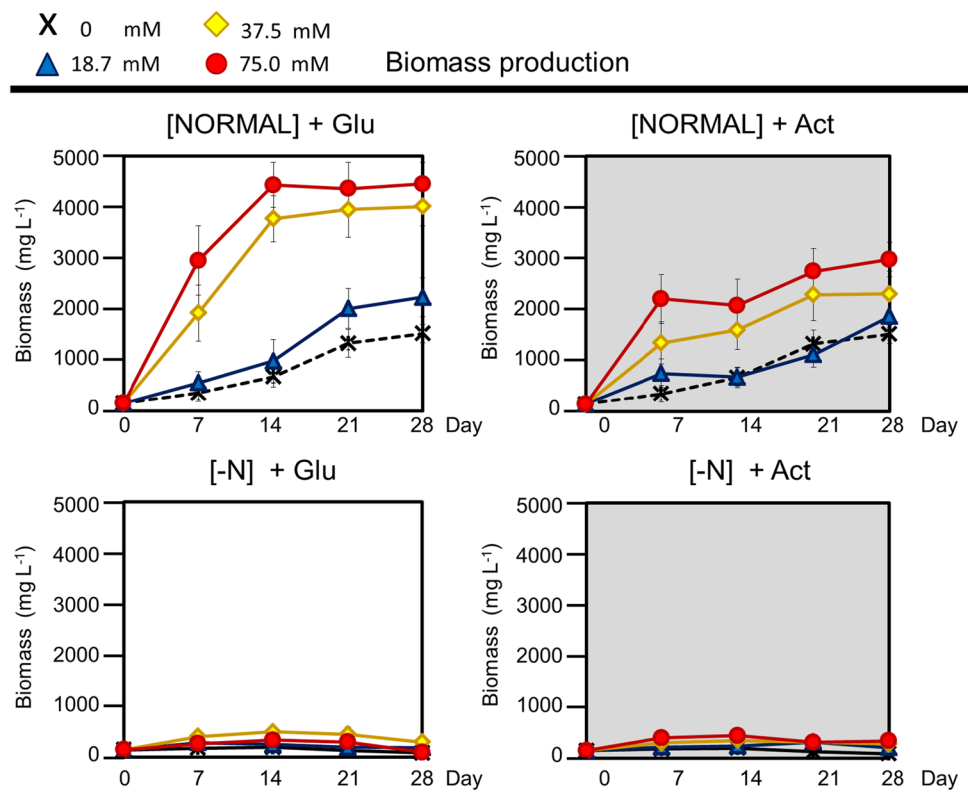 X 0 mM 37.5 mM
18.7 mM 75.0 mM Biomass production
[NORMAL] + Glu [NORMAL] + Act
5000 5000
4000 4000
3000 3000
2000 2000
1000 1000
0 0
Biomass (mg L⁻¹) Biomass (mg L⁻¹)
0 7 14 21 28 Day 0 7 14 21 28 Day
[-N] + Glu [-N] + Act
5000 5000
4000 4000
3000 3000
2000 2000
1000 1000
0 0
Biomass (mg L⁻¹) Biomass (mg L⁻¹)
0 7 14 21 28 Day 0 7 14 21 28 Day